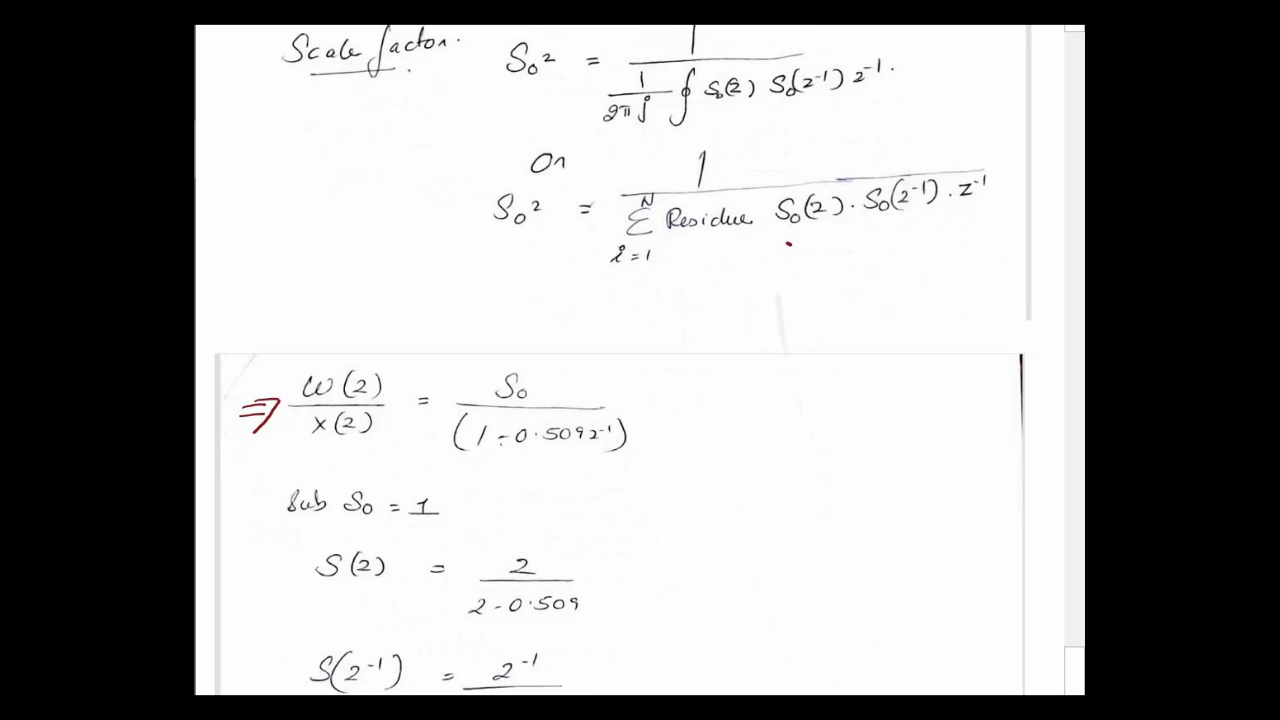 Scale factor. S₀² = 1 / (1/2πj ∮ S₀(z) S₀(z⁻¹) z⁻¹.
Or
S₀² = 1 / (Σ_{i=1}^{N} Residue S₀(z) · S₀(z⁻¹) · z⁻¹
⇒ W(z)/X(z) = S₀ / (1 - 0.509z⁻¹)
Sub S₀ = 1
S(z) = z / z - 0.509
S(z⁻¹) = z⁻¹